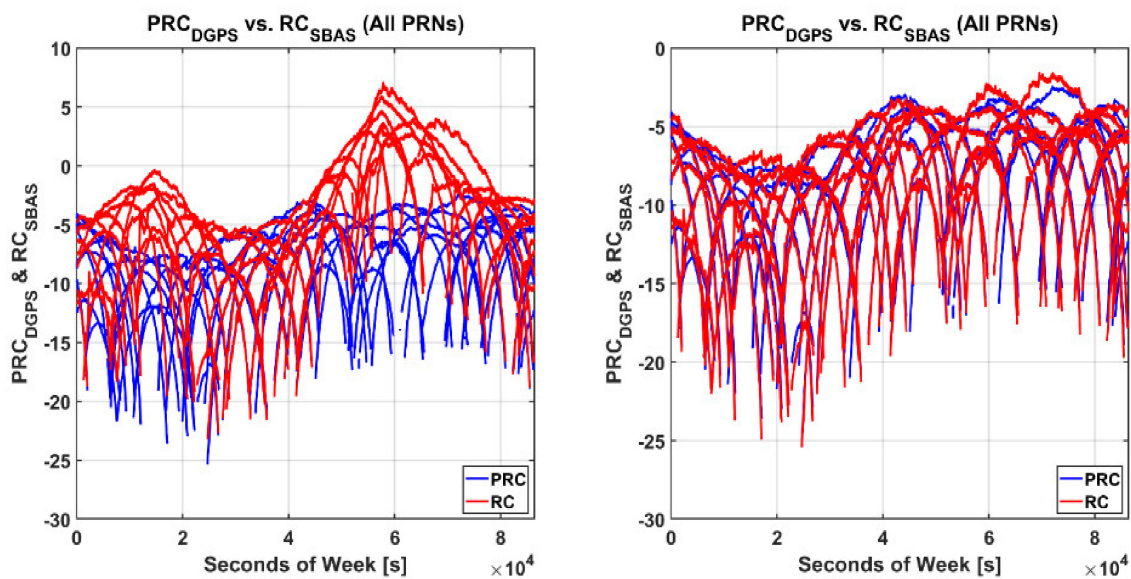 PRC_DGPS vs. RC_SBAS (All PRNs)
PRC_DGPS & RC_SBAS
10
5
0
-5
-10
-15
-20
-25
-30
PRC
RC
0
2
4
6
8
×10^4
Seconds of Week [s]
PRC_DGPS vs. RC_SBAS (All PRNs)
PRC_DGPS & RC_SBAS
0
-5
-10
-15
-20
-25
-30
PRC
RC
0
2
4
6
8
×10^4
Seconds of Week [s]